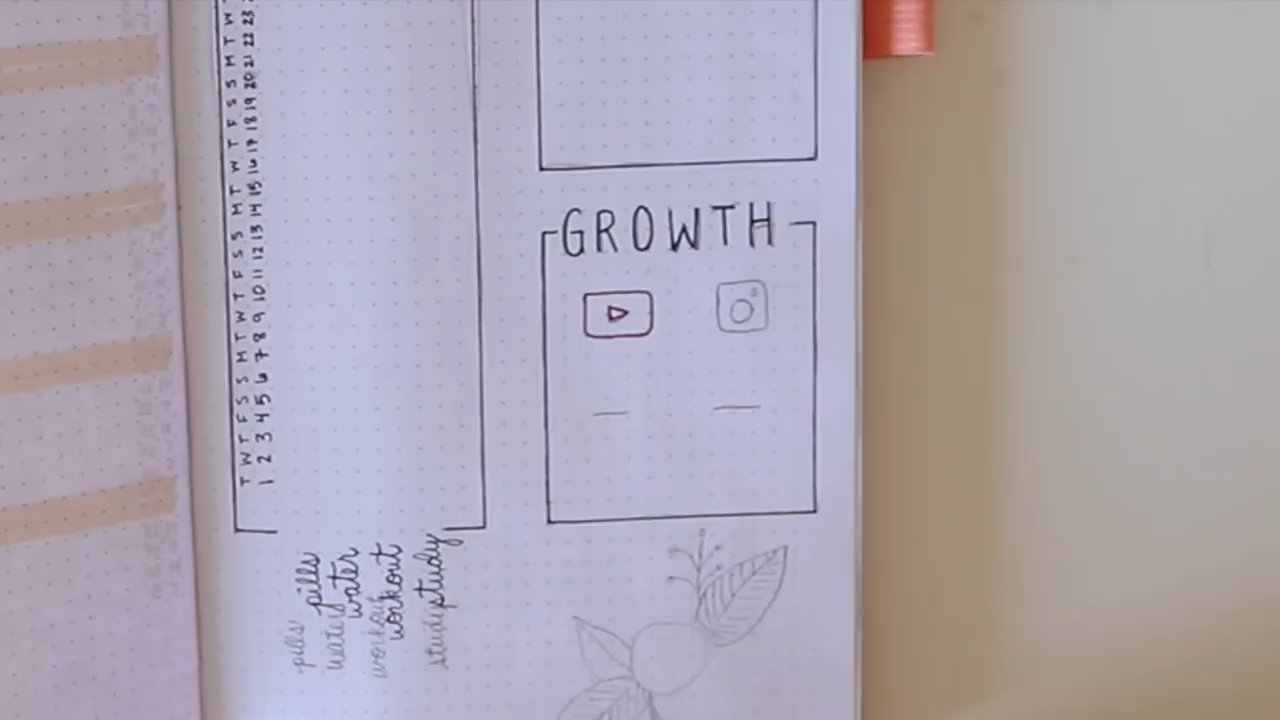 T W T F S S M T W T F S S M T W T F S S M T W
1 2 3 4 5 6 7 8 9 10 11 12 13 14 15 16 17 18 19 20 21 22 23
pills pills
water water
workout workout
study study
GROWTH